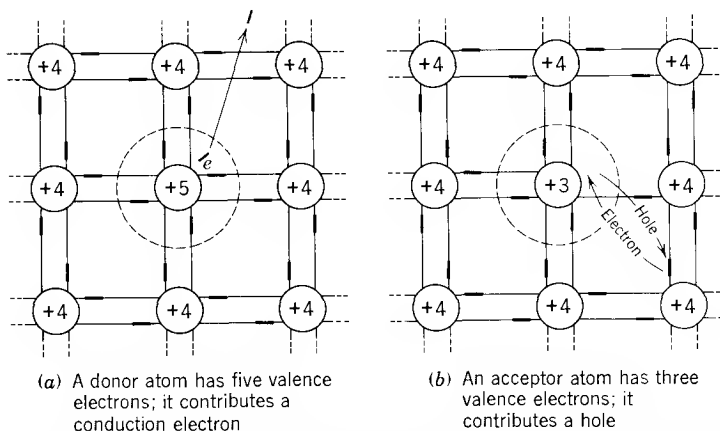 I
+4 +4 +4
Ie
+4 +5 +4
+4 +4 +4
(a) A donor atom has five valence
electrons; it contributes a
conduction electron
+4 +4 +4
+4 +3 +4
Hole
Electron
+4 +4 +4
(b) An acceptor atom has three
valence electrons; it
contributes a hole